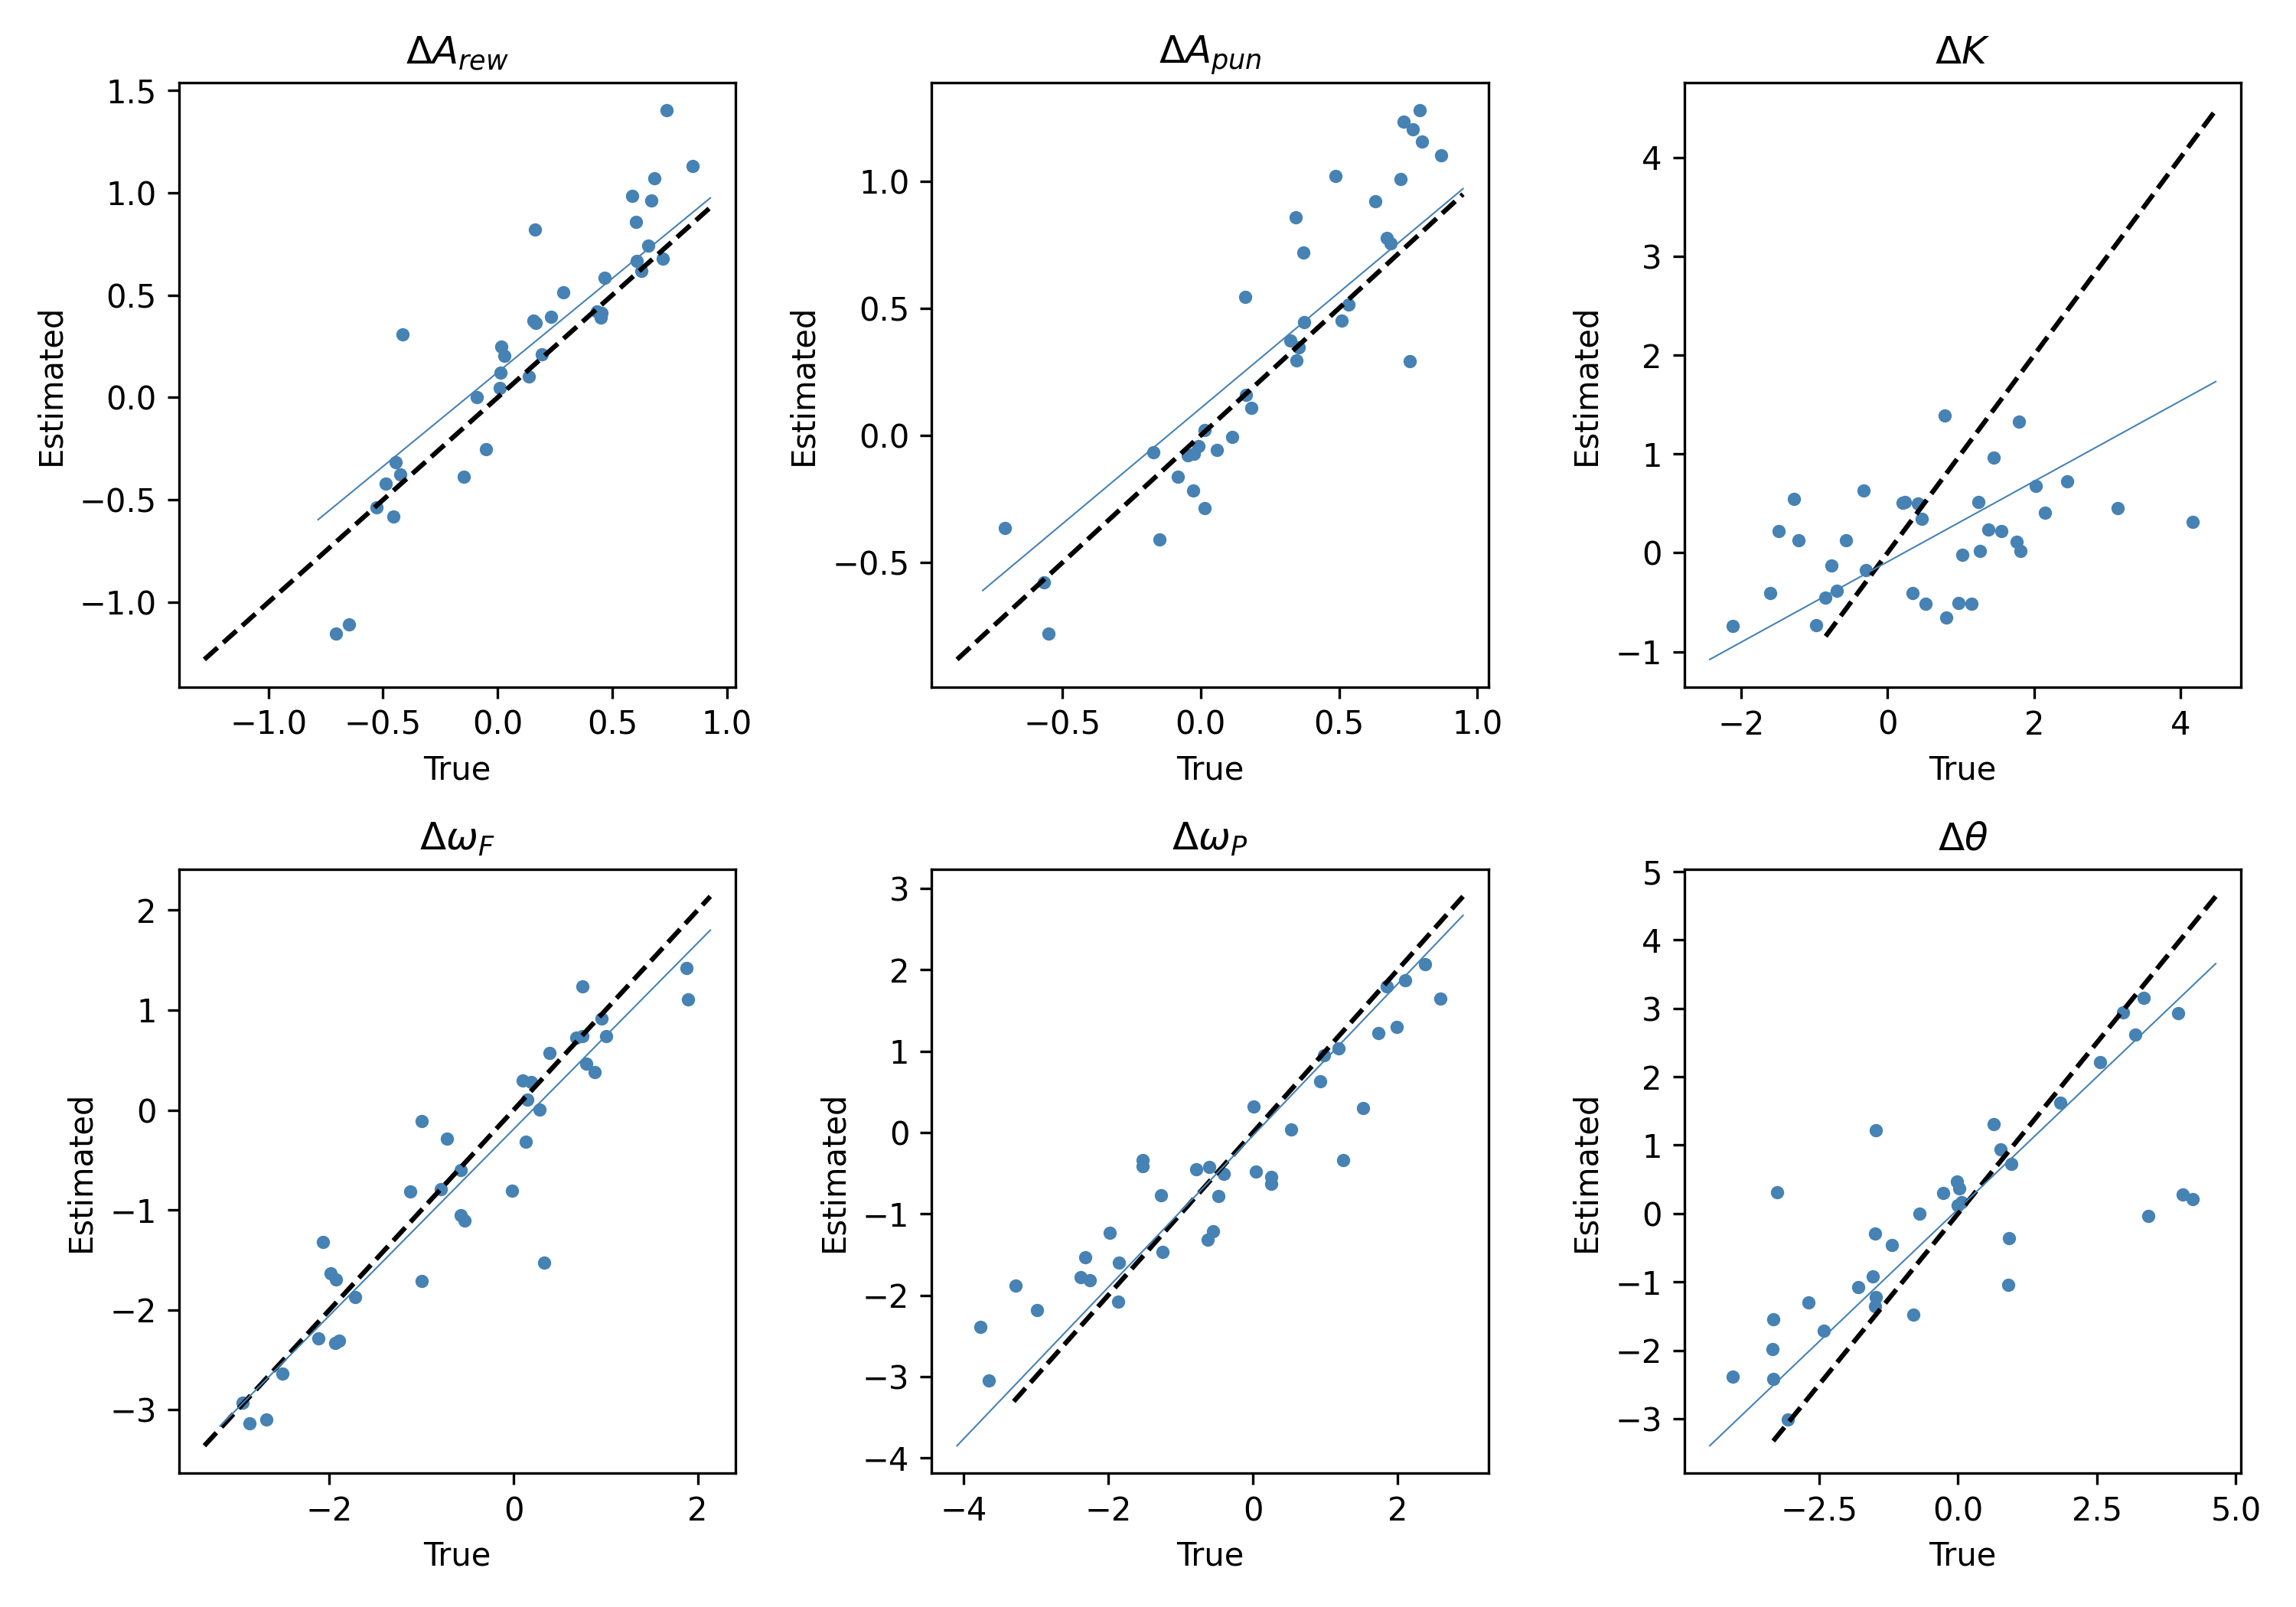 ΔA_rew ΔA_pun ΔK
1.5 1.0 0.5 0.0 −0.5 −1.0
Estimated
−1.0 −0.5 0.0 0.5 1.0
True
1.0 0.5 0.0 −0.5
Estimated
−0.5 0.0 0.5 1.0
True
4 3 2 1 0 −1
Estimated
−2 0 2 4
True
Δω_F Δω_P Δθ
2 1 0 −1 −2 −3
Estimated
−2 0 2
True
3 2 1 0 −1 −2 −3 −4
Estimated
−4 −2 0 2
True
5 4 3 2 1 0 −1 −2 −3
Estimated
−2.5 0.0 2.5 5.0
True